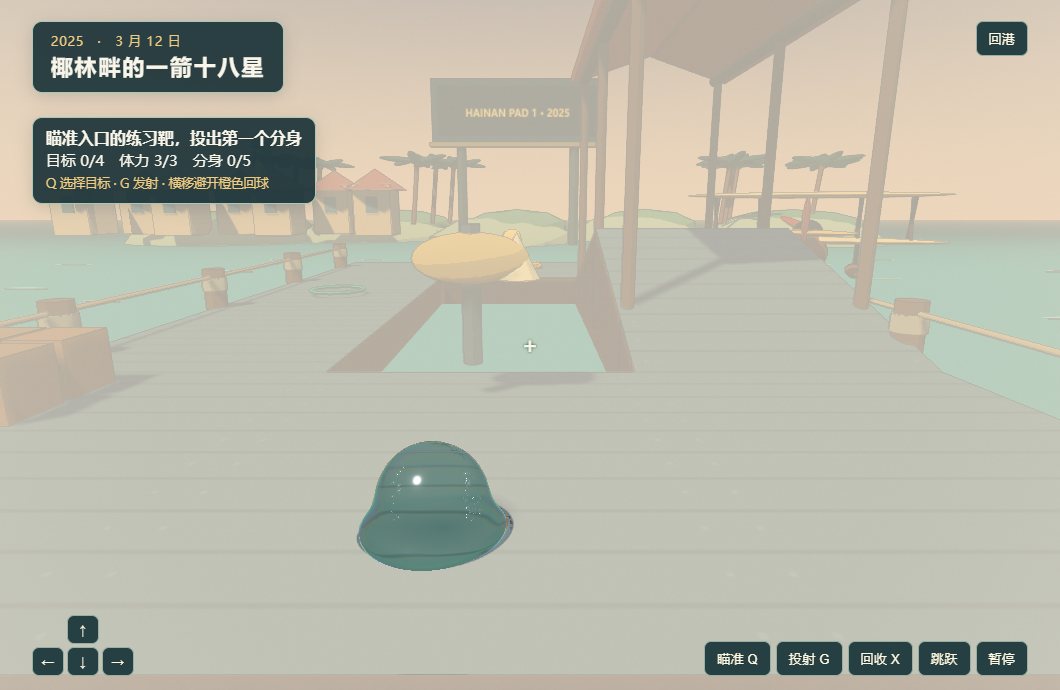 2025 · 3 月 12 日
椰林畔的一箭十八星
回港
HAINAN PAD 1 • 2025
瞄准入口的练习靶，投出第一个分身
目标 0/4 体力 3/3 分身 0/5
Q 选择目标 · G 发射 · 横移避开橙色回球
↑
← ↓ →
瞄准 Q 投射 G 回收 X 跳跃 暂停